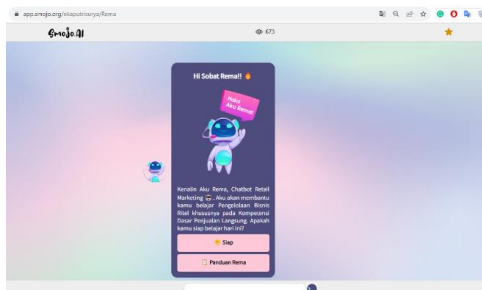 app.smojo.org/ekaputrisurya/Rema
Smojo.AI
673
Hi Sobat Rema!!
Halo
Aku Rema!
Kenalin Aku Rema, Chatbot Retail
Marketing. Aku akan membantu
kamu belajar Pengelolaan Bisnis
Ritel khususnya pada Kompetensi
Dasar Penjualan Langsung. Apakah
kamu siap belajar hari ini?
Siap
Panduan Rema